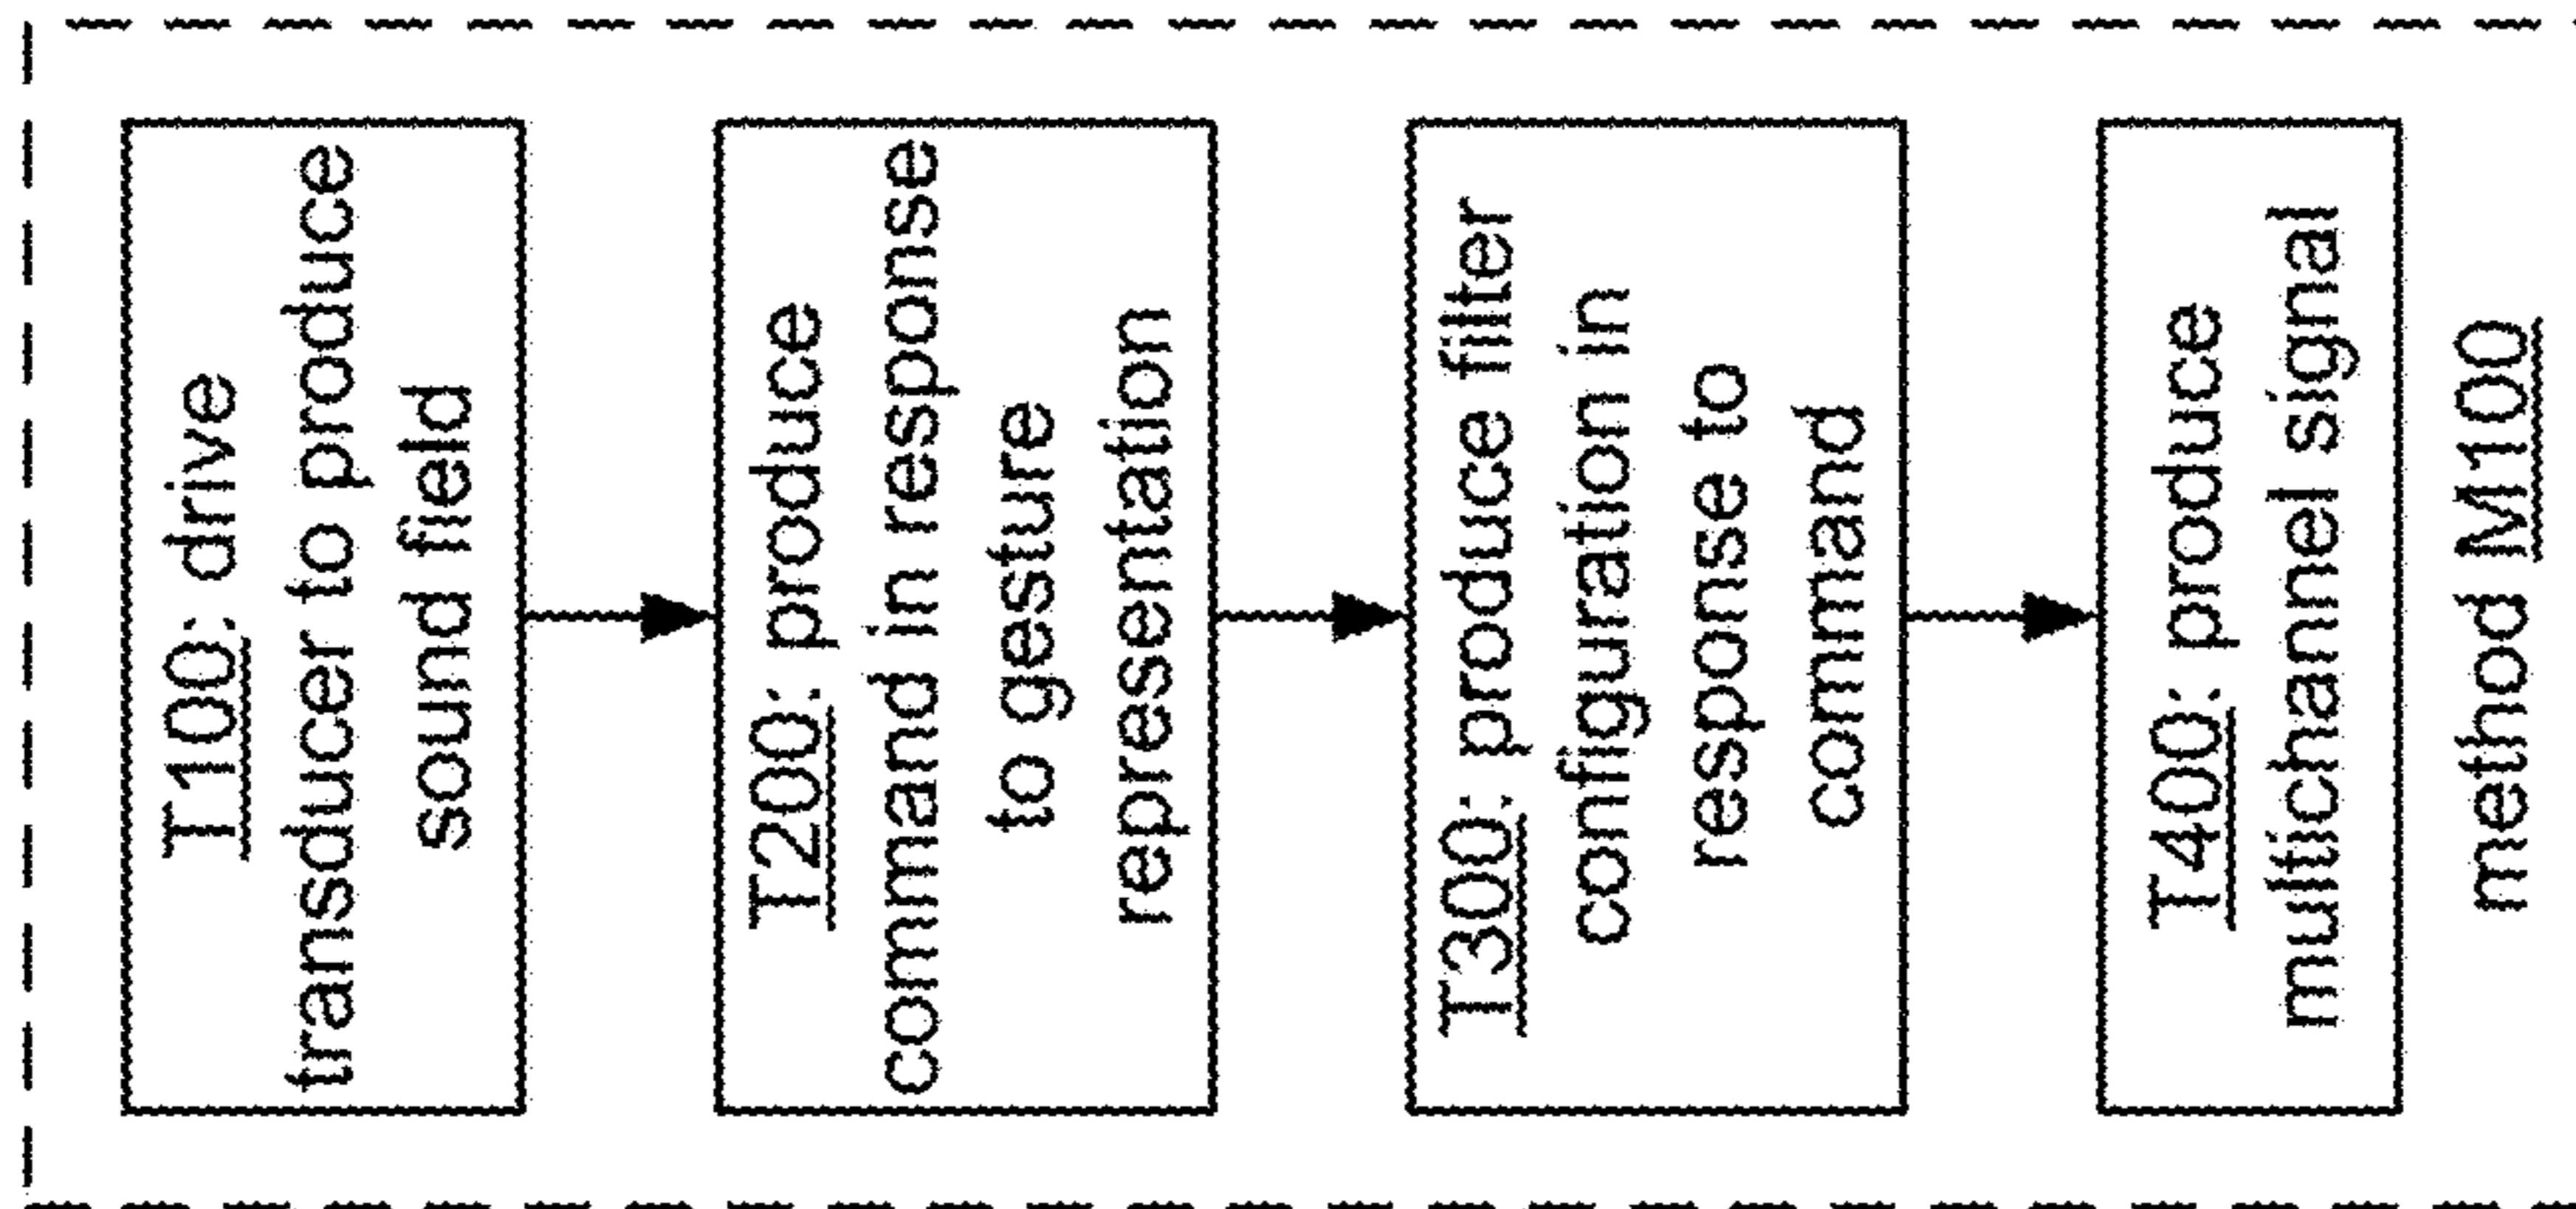 T100: drive
transducer to produce
sound field
T200: produce
command in response
to gesture
representation
T300: produce filter
configuration in
response to
command
T400: produce
multichannel signal
method M100